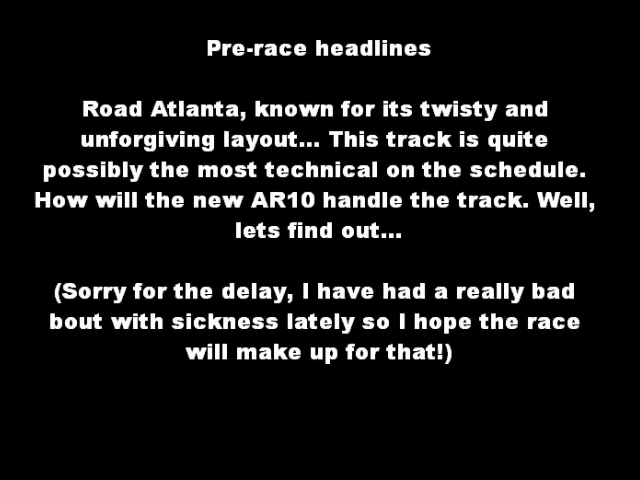 Pre-race headlines
Road Atlanta, known for its twisty and
unforgiving layout... This track is quite
possibly the most technical on the schedule.
How will the new AR10 handle the track. Well,
lets find out...
(Sorry for the delay, I have had a really bad
bout with sickness lately so I hope the race
will make up for that!)